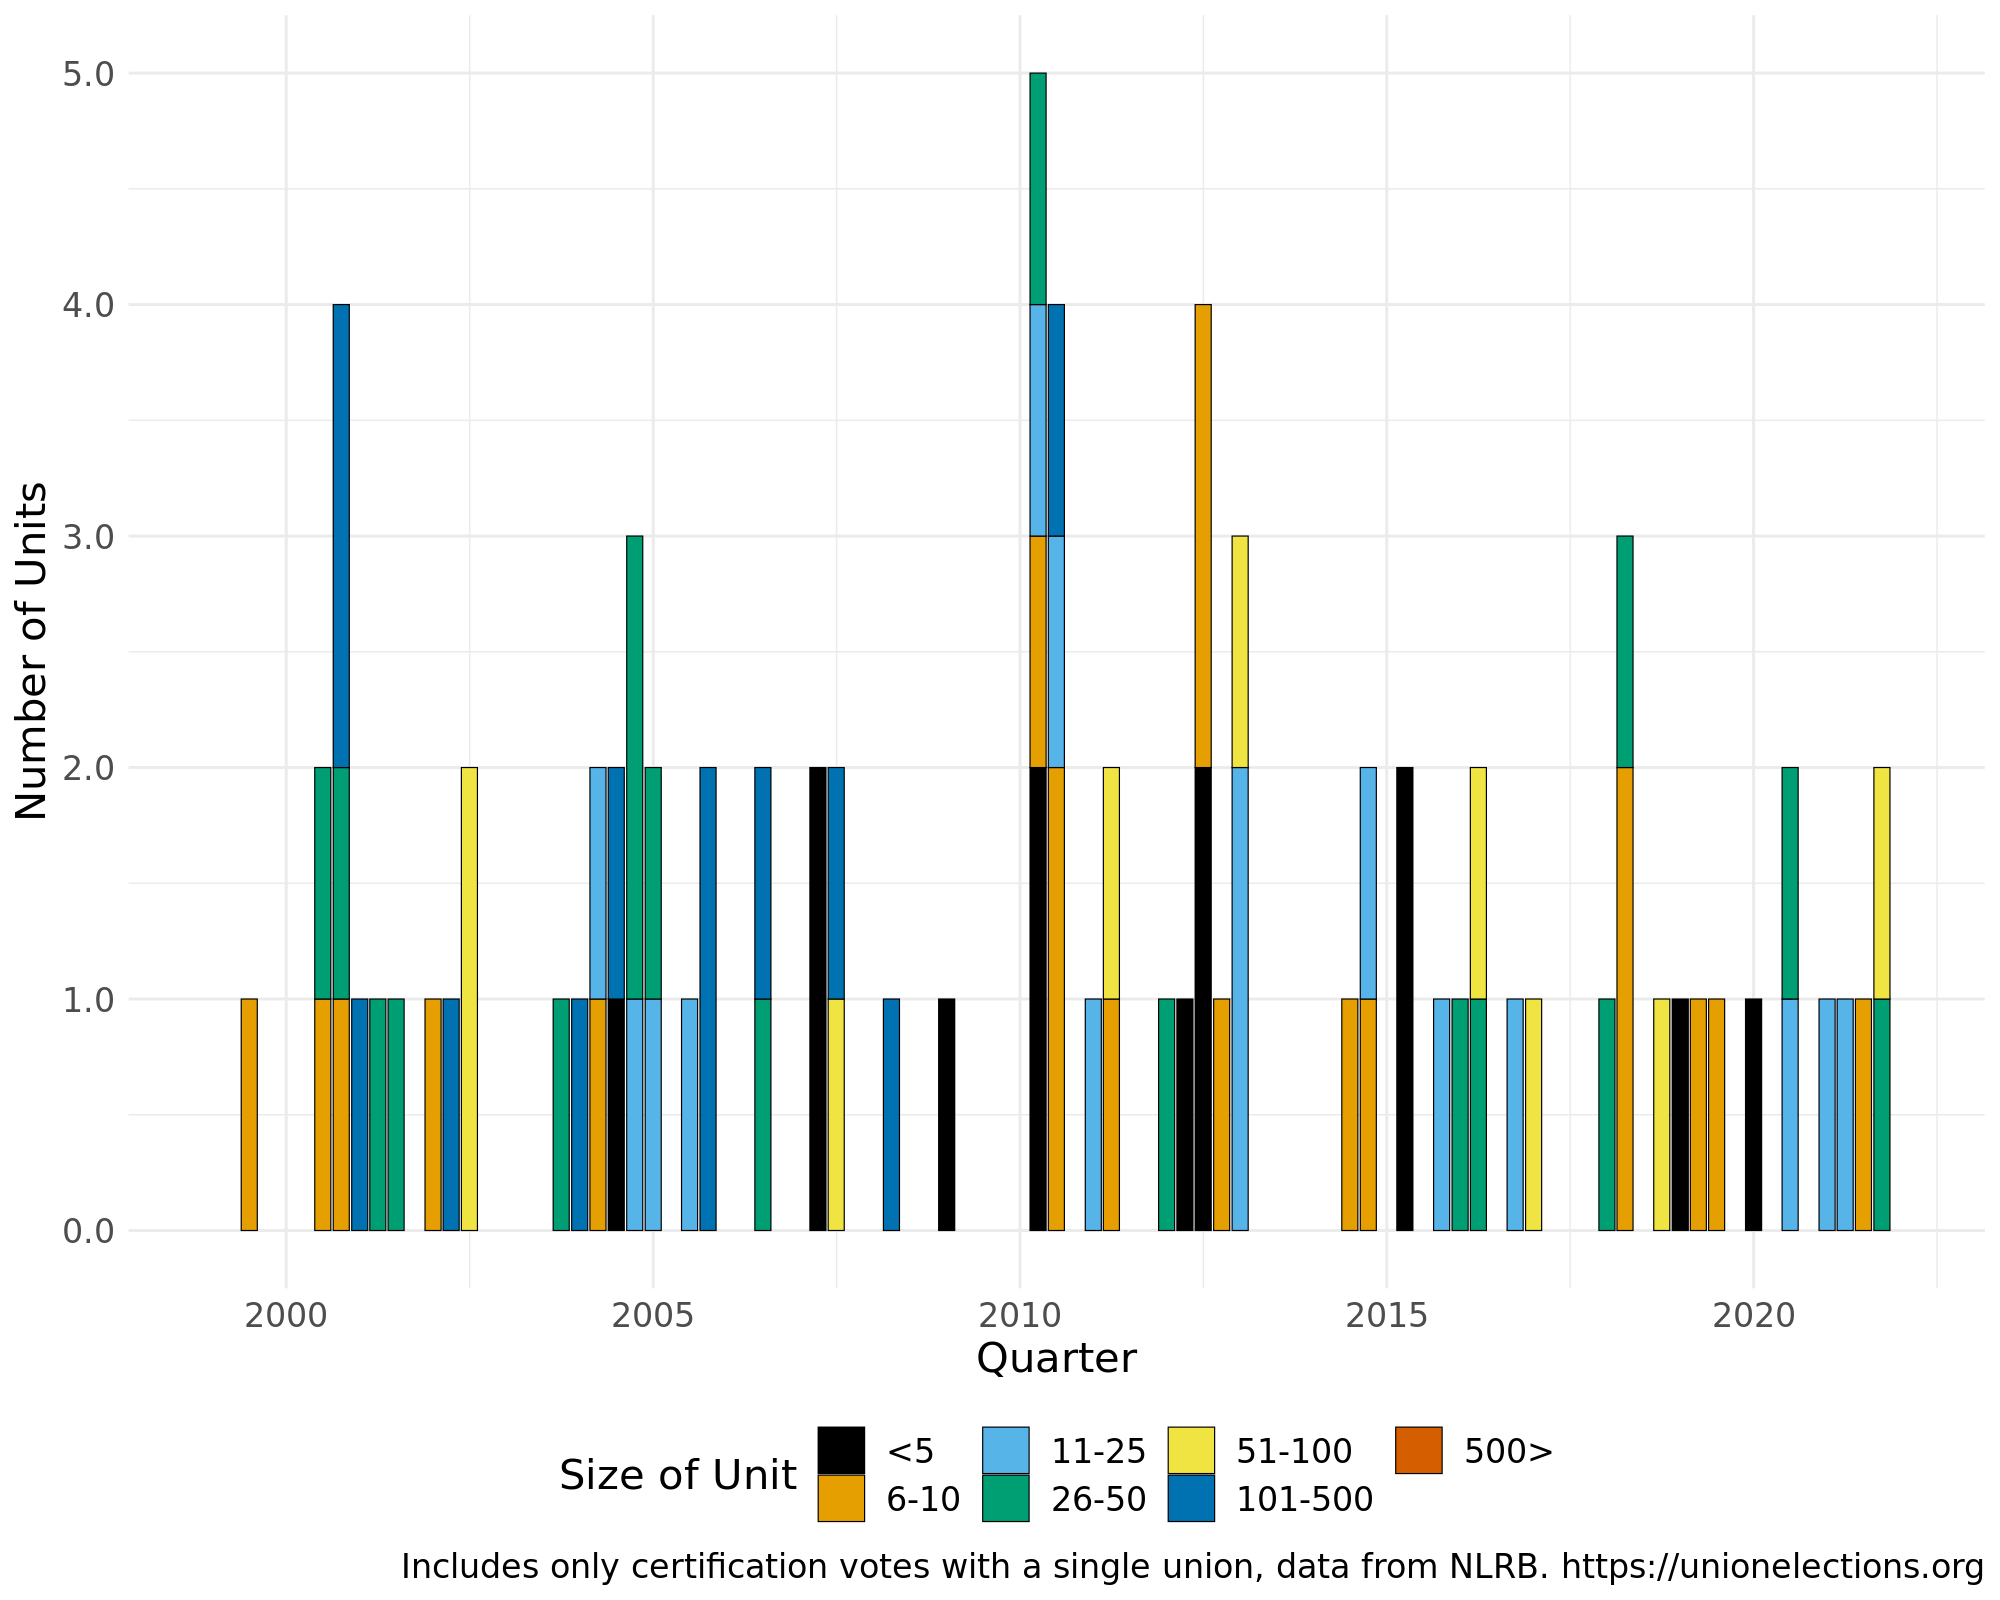 5.0
4.0
3.0
2.0
1.0
0.0
Number of Units
2000 2005 2010 2015 2020
Quarter
Size of Unit
<5 11-25 51-100 500>
6-10 26-50 101-500
Includes only certification votes with a single union, data from NLRB. https://unionelections.org